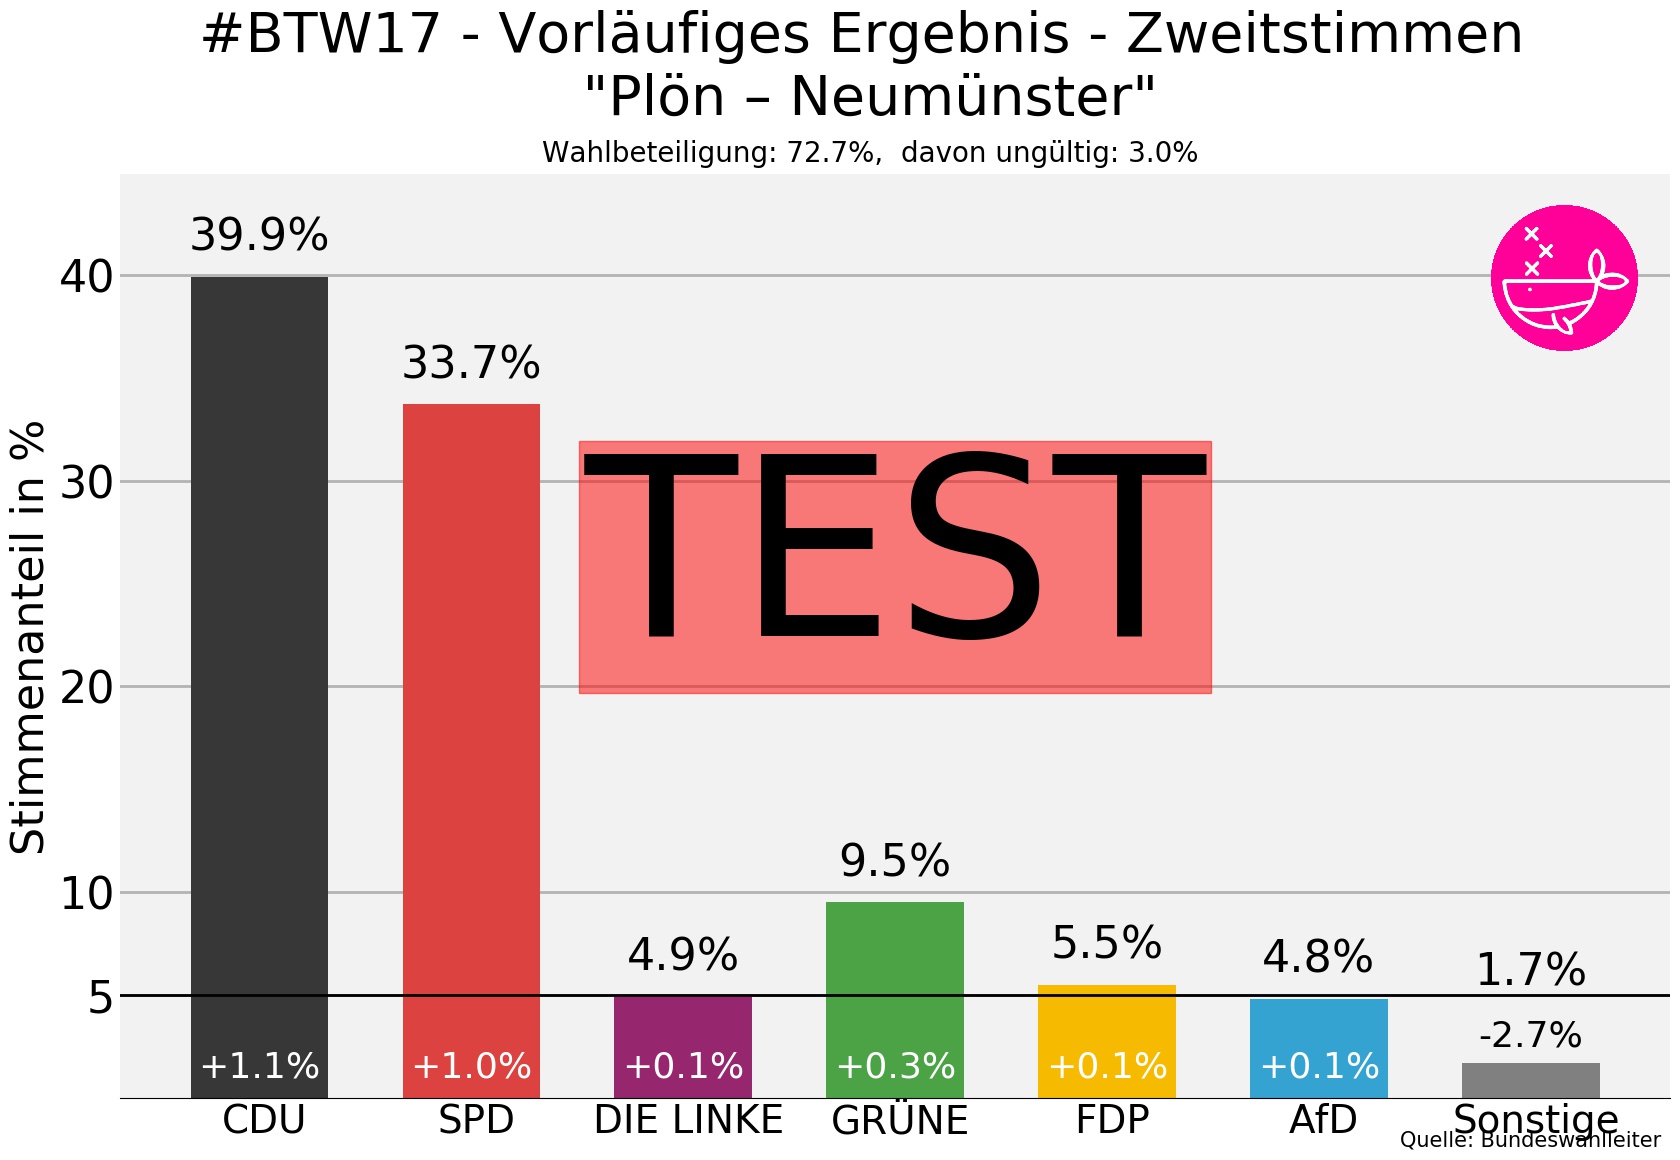 #BTW17 - Vorläufiges Ergebnis - Zweitstimmen
"Plön – Neumünster"
Wahlbeteiligung: 72.7%,  davon ungültig: 3.0%
Stimmenanteil in %
40
30
20
10
5
39.9%
33.7%
4.9%
9.5%
5.5%
4.8%
1.7%
TEST
+1.1%
+1.0%
+0.1%
+0.3%
+0.1%
+0.1%
-2.7%
CDU
SPD
DIE LINKE
GRÜNE
FDP
AfD
Sonstige
Quelle: Bundeswahlleiter